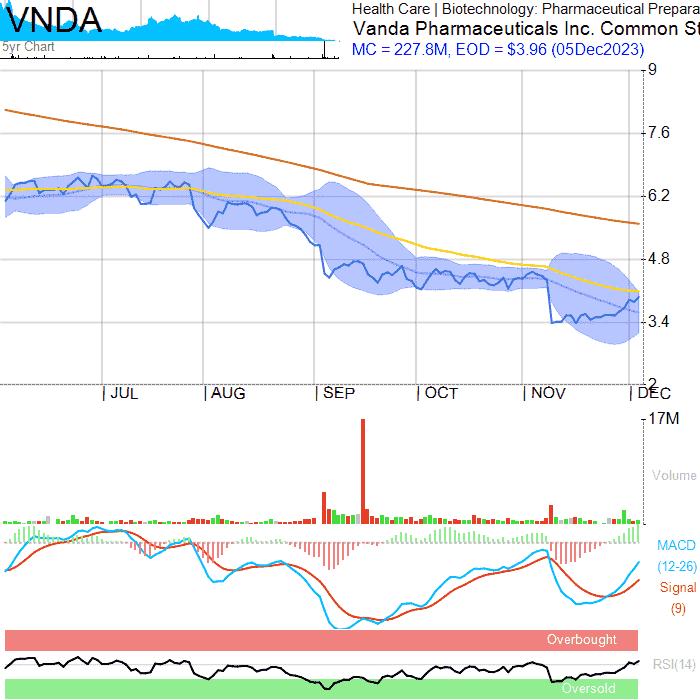 VNDA
5yr Chart
Health Care | Biotechnology: Pharmaceutical Prepara
Vanda Pharmaceuticals Inc. Common St
MC = 227.8M, EOD = $3.96 (05Dec2023)
9
7.6
6.2
4.8
3.4
2
| JUL | AUG | SEP | OCT | NOV | DEC
17M
Volume
MACD
(12-26)
Signal
(9)
Overbought
RSI(14)
Oversold